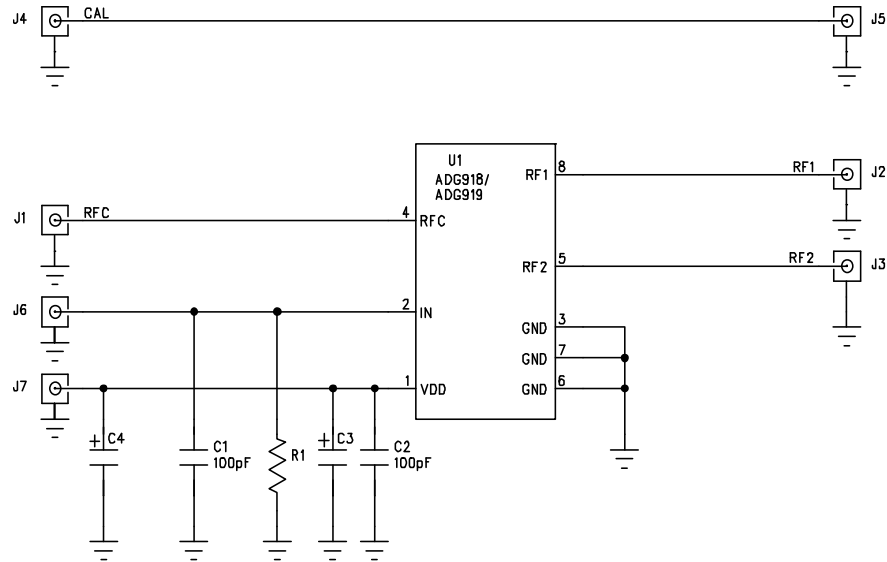 J4 CAL J5
U1
ADG918/
ADG919
8
RF1
RF1 J2
J1 RFC 4 RFC
5
RF2
RF2 J3
J6 2 IN
GND 3
GND 7
J7 1 VDD
GND 6
+ C4
C1
100pF
R1
+ C3
C2
100pF